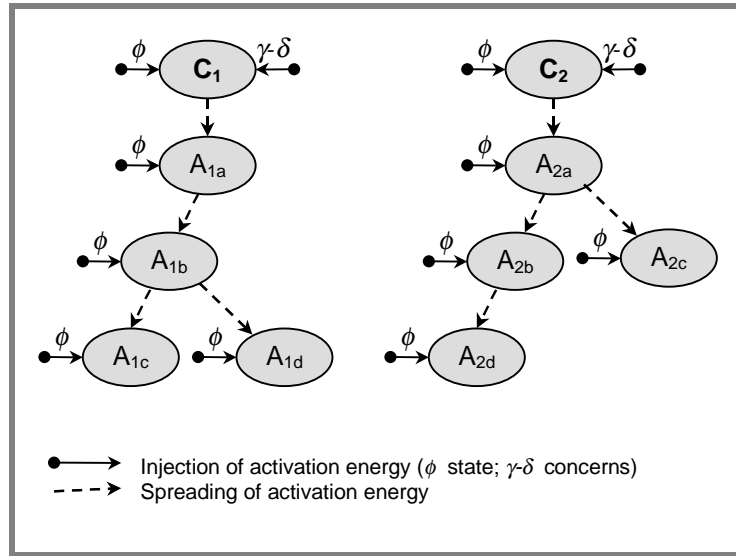 ϕ γ-δ ϕ γ-δ
C₁ C₂
ϕ ϕ
A₁ₐ A₂ₐ
ϕ ϕ ϕ
A₁b A₂b A₂c
ϕ ϕ ϕ
A₁c A₁d A₂d
Injection of activation energy (ϕ state; γ-δ concerns)
Spreading of activation energy